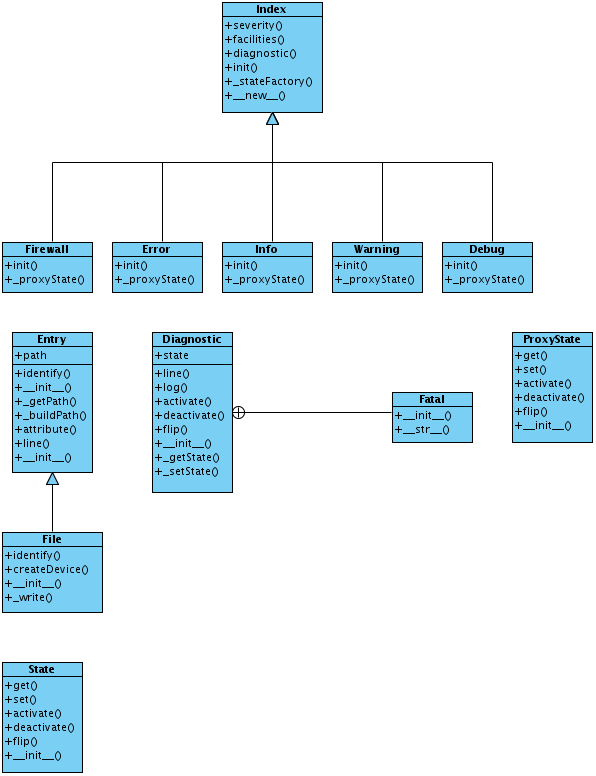 Index
+severity()
+facilities()
+diagnostic()
+init()
+_stateFactory()
+__new__()
Firewall
+init()
+_proxyState()
Error
+init()
+_proxyState()
Info
+init()
+_proxyState()
Warning
+init()
+_proxyState()
Debug
+init()
+_proxyState()
Entry
+path
+identify()
+__init__()
+_getPath()
+_buildPath()
+attribute()
+line()
+__init__()
Diagnostic
+state
+line()
+log()
+activate()
+deactivate()
+flip()
+__init__()
+_getState()
+_setState()
Fatal
+__init__()
+__str__()
ProxyState
+get()
+set()
+activate()
+deactivate()
+flip()
+__init__()
File
+identify()
+createDevice()
+__init__()
+_write()
State
+get()
+set()
+activate()
+deactivate()
+flip()
+__init__()